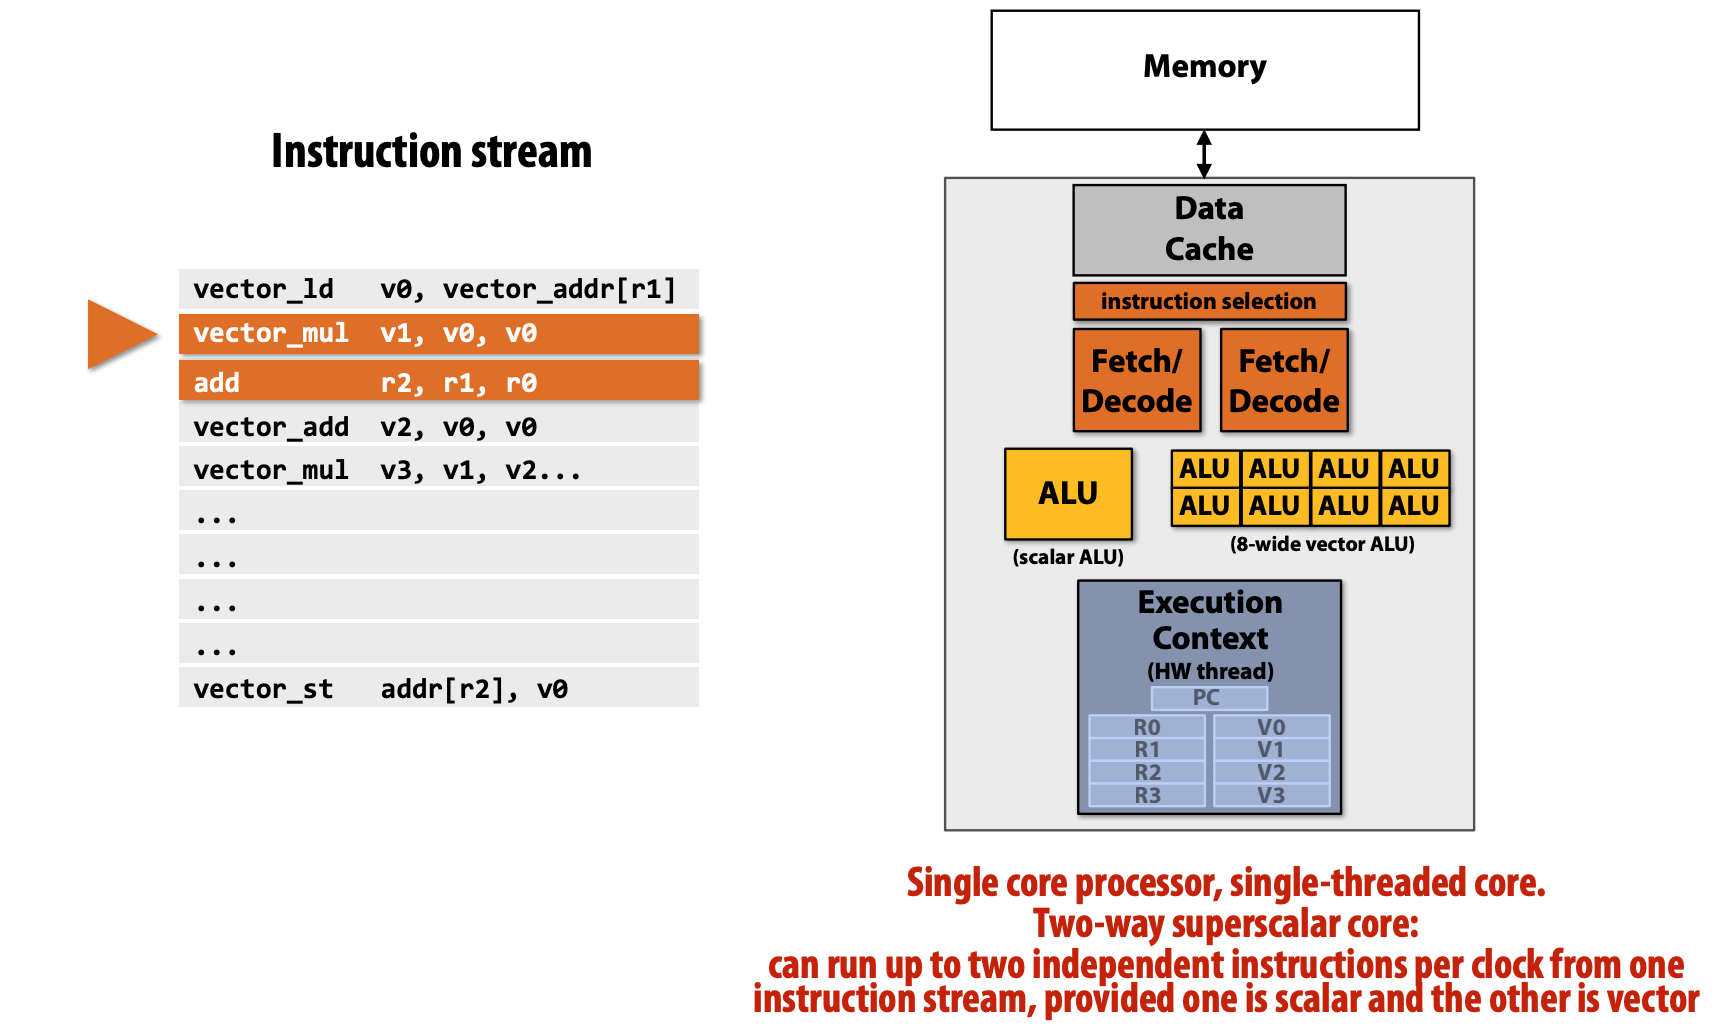 Instruction stream
vector_ld v0, vector_addr[r1]
vector_mul v1, v0, v0
add r2, r1, r0
vector_add v2, v0, v0
vector_mul v3, v1, v2...
...
...
...
...
vector_st addr[r2], v0
Memory
Data
Cache
instruction selection
Fetch/
Decode
Fetch/
Decode
ALU
(scalar ALU)
ALU ALU ALU ALU
ALU ALU ALU ALU
(8-wide vector ALU)
Execution
Context
(HW thread)
PC
R0 V0
R1 V1
R2 V2
R3 V3
Single core processor, single-threaded core.
Two-way superscalar core:
can run up to two independent instructions per clock from one
instruction stream, provided one is scalar and the other is vector